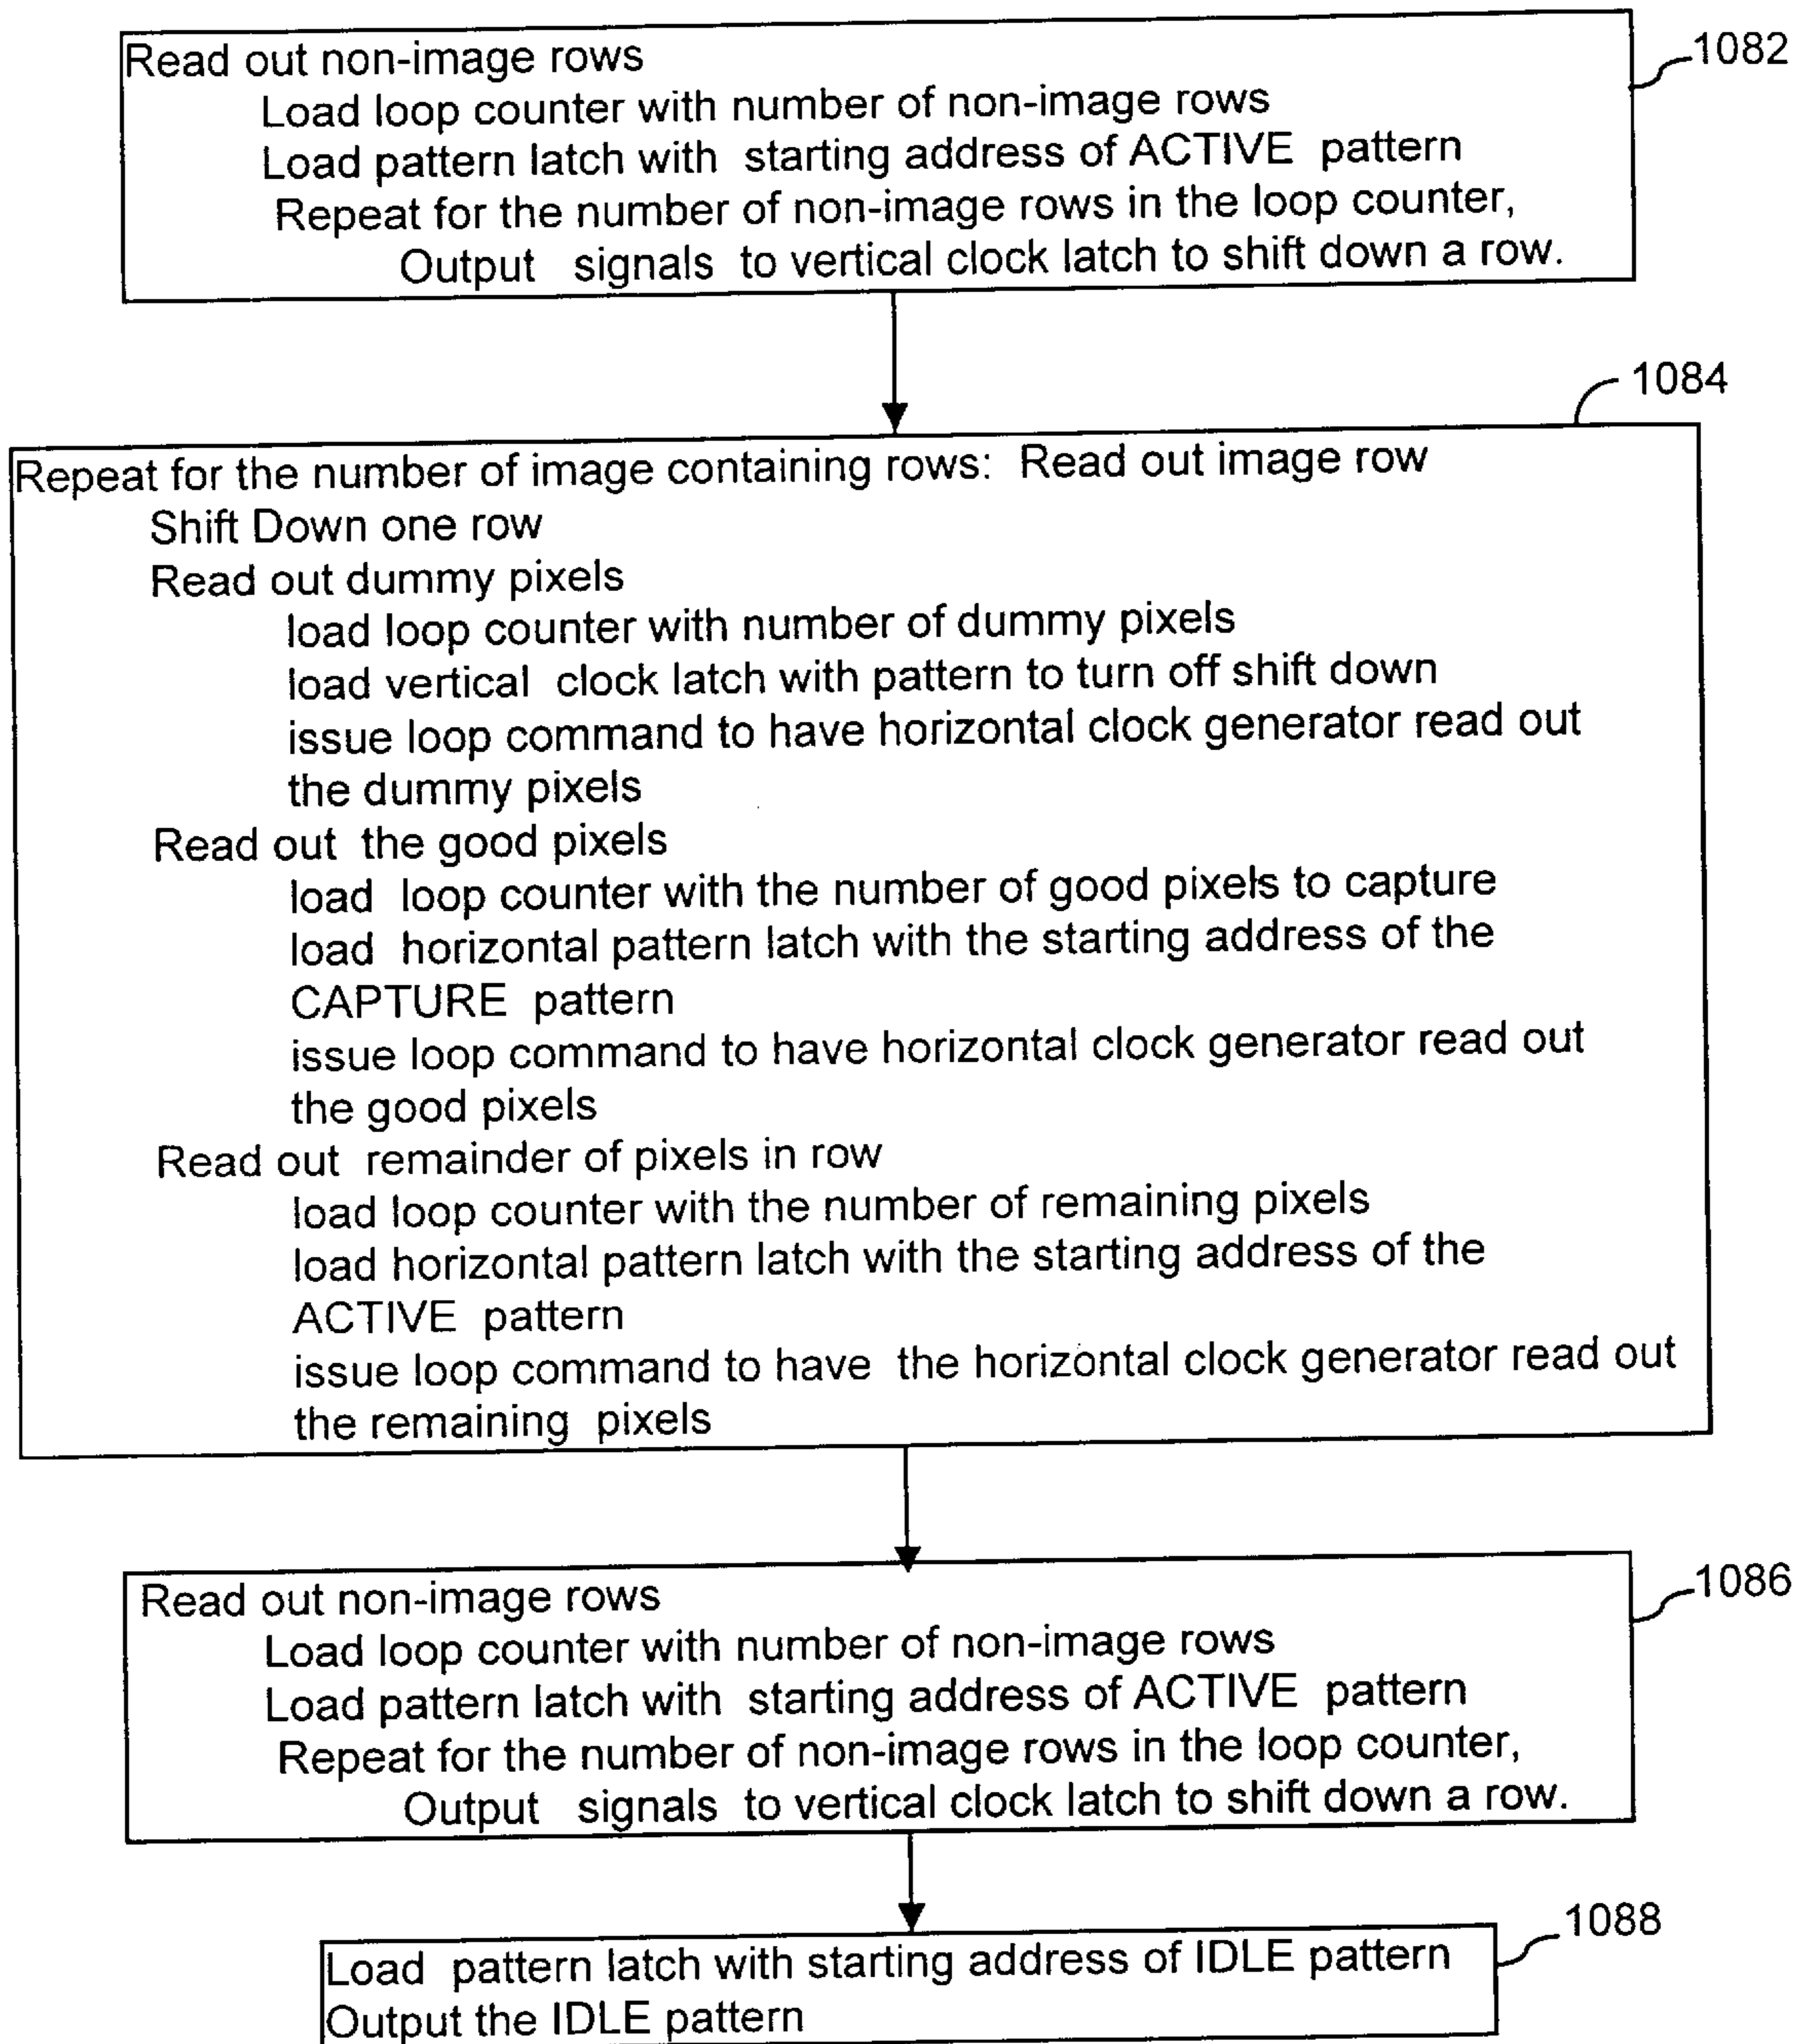 Read out non-image rows
1082
Load loop counter with number of non-image rows
Load pattern latch with starting address of ACTIVE pattern
Repeat for the number of non-image rows in the loop counter,
Output signals to vertical clock latch to shift down a row.
1084
Repeat for the number of image containing rows: Read out image row
Shift Down one row
Read out dummy pixels
load loop counter with number of dummy pixels
load vertical clock latch with pattern to turn off shift down
issue loop command to have horizontal clock generator read out
the dummy pixels
Read out the good pixels
load loop counter with the number of good pixels to capture
load horizontal pattern latch with the starting address of the
CAPTURE pattern
issue loop command to have horizontal clock generator read out
the good pixels
Read out remainder of pixels in row
load loop counter with the number of remaining pixels
load horizontal pattern latch with the starting address of the
ACTIVE pattern
issue loop command to have the horizontal clock generator read out
the remaining pixels
1086
Read out non-image rows
Load loop counter with number of non-image rows
Load pattern latch with starting address of ACTIVE pattern
Repeat for the number of non-image rows in the loop counter,
Output signals to vertical clock latch to shift down a row.
1088
Load pattern latch with starting address of IDLE pattern
Output the IDLE pattern